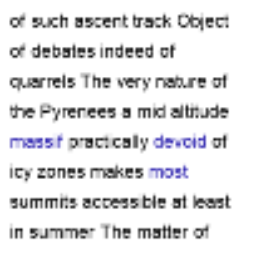 of such ascent track Object
of debates indeed of
quarrels The very nature of
the Pyrenees a mid altitude
massif practically devoid of
icy zones makes most
summits accessible at least
in summer The matter of